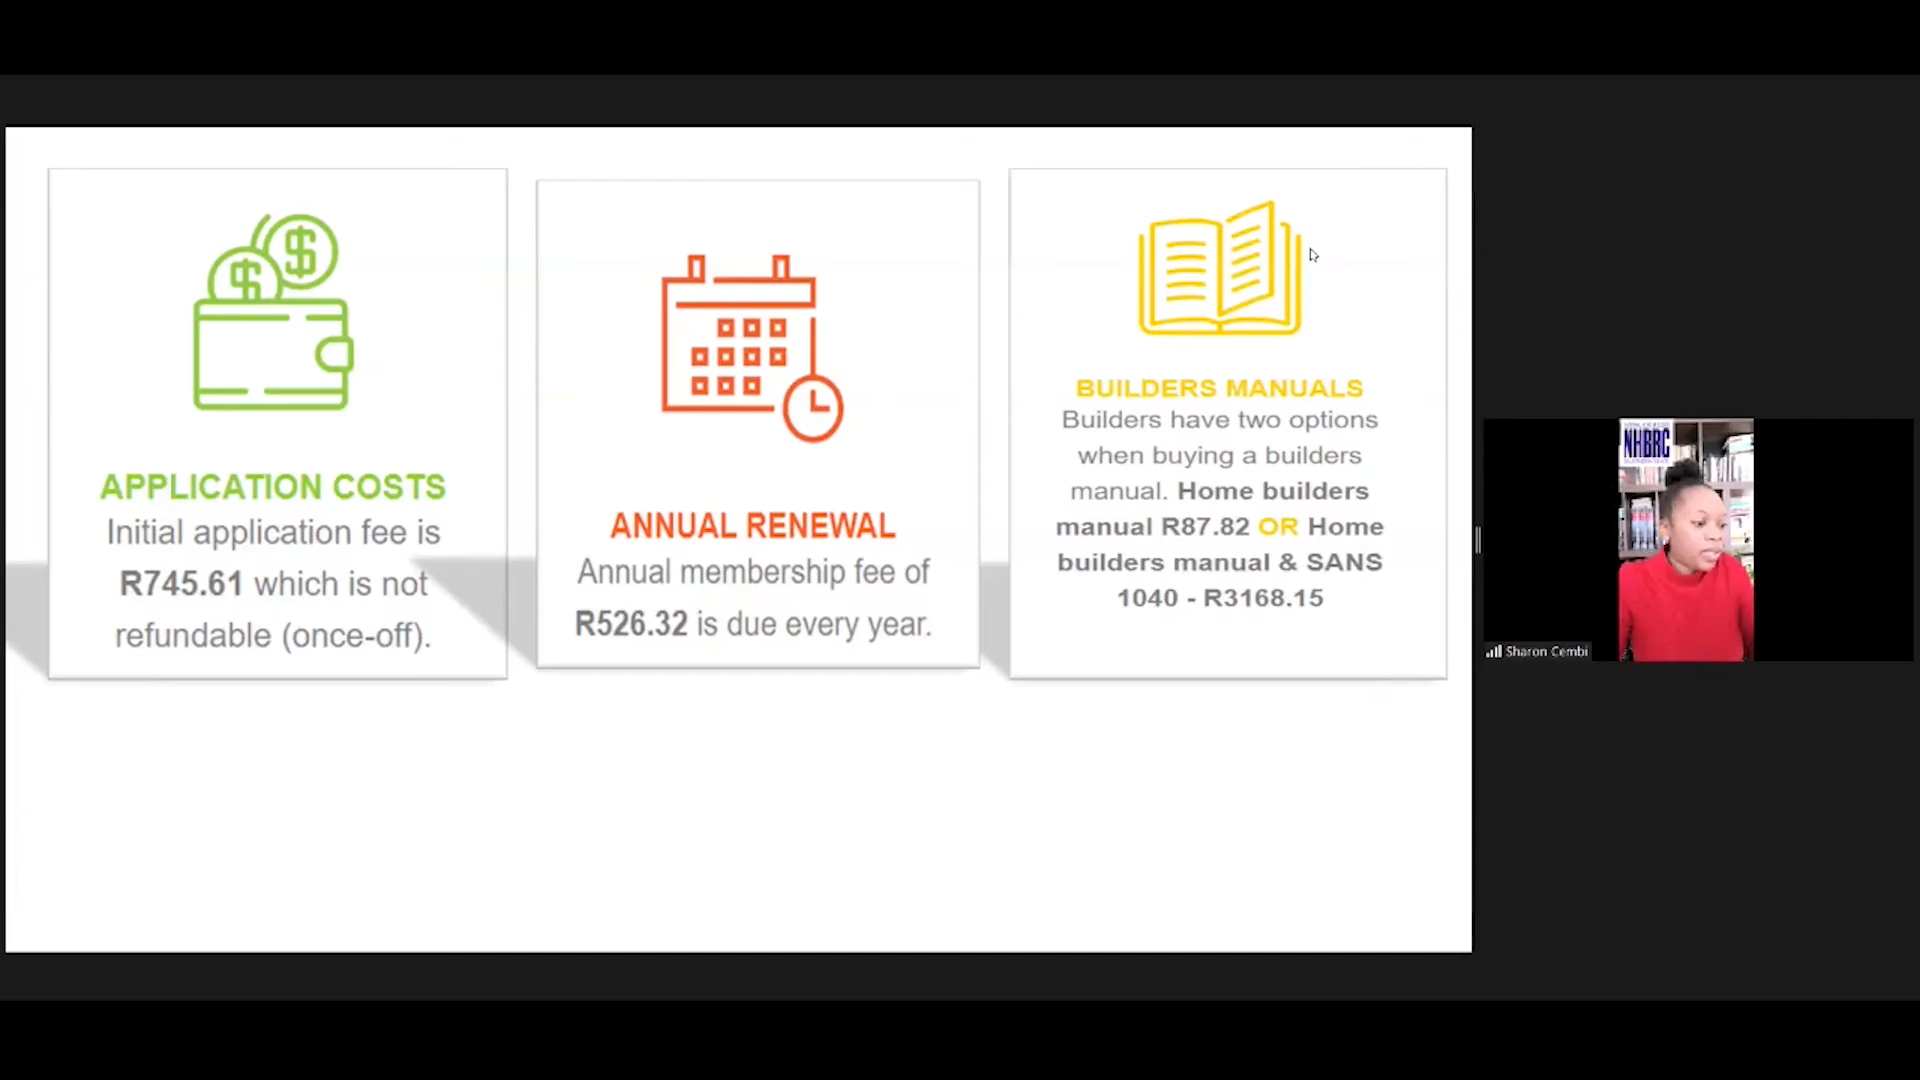 APPLICATION COSTS
Initial application fee is
R745.61 which is not
refundable (once-off).
ANNUAL RENEWAL
Annual membership fee of
R526.32 is due every year.
BUILDERS MANUALS
Builders have two options
when buying a builders
manual. Home builders
manual R87.82 OR Home
builders manual & SANS
1040 - R3168.15
NHBRC
Sharon Cembi